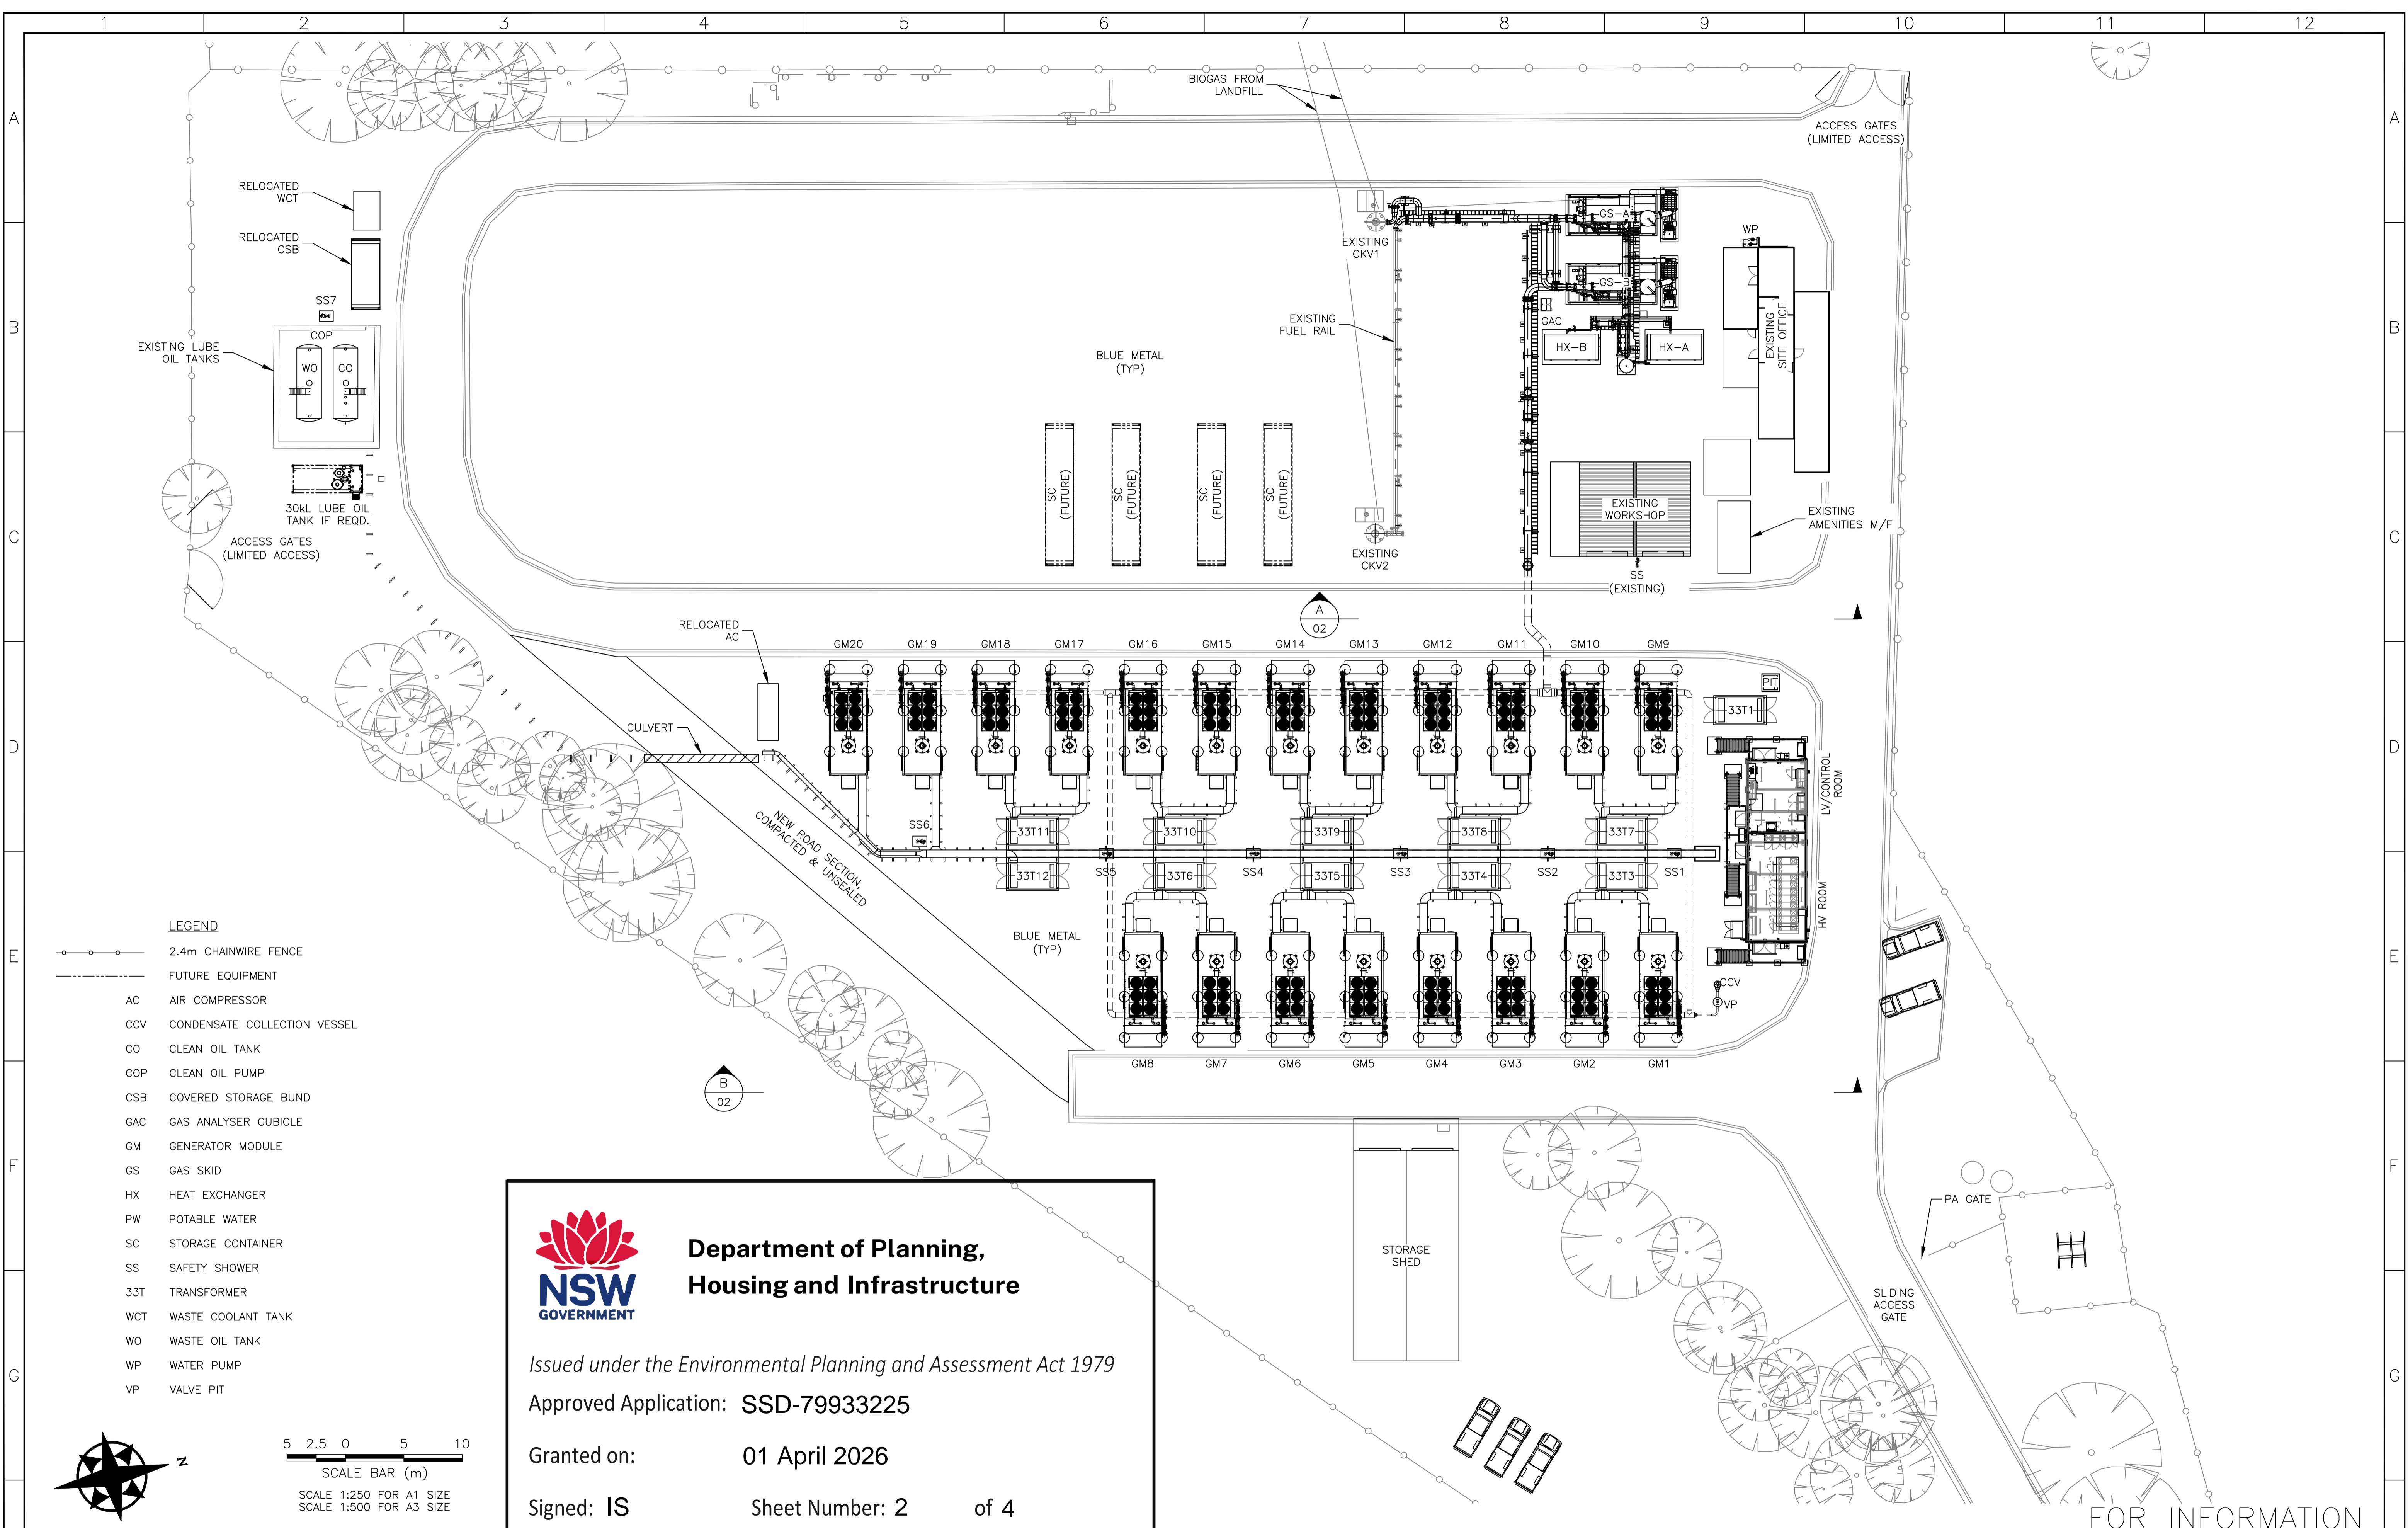 1 2 3 4 5 6 7 8 9 10 11 12
A
A
BIOGAS FROM
LANDFILL
ACCESS GATES
(LIMITED ACCESS)
RELOCATED
WCT
RELOCATED
CSB
GS-A
EXISTING
CKV1
WP
B
B
SS7
COP
EXISTING LUBE
OIL TANKS
WO
CO
GS-B
GAC
EXISTING
FUEL RAIL
HX-B
HX-A
EXISTING
SITE OFFICE
BLUE METAL
(TYP)
SC
(FUTURE)
SC
(FUTURE)
SC
(FUTURE)
SC
(FUTURE)
30kL LUBE OIL
TANK IF REQD.
ACCESS GATES
(LIMITED ACCESS)
EXISTING
WORKSHOP
EXISTING
AMENITIES M/F
C
C
EXISTING
CKV2
SS
(EXISTING)
A
02
RELOCATED
AC
GM20
GM19
GM18
GM17
GM16
GM15
GM14
GM13
GM12
GM11
GM10
GM9
PIT
33T1
CULVERT
D
D
LV/CONTROL
ROOM
NEW ROAD SECTION,
COMPACTED & UNSEALED
SS6
33T11
33T10
33T9
33T8
33T7
33T12
SS5
33T6
SS4
33T5
SS3
33T4
SS2
33T3
SS1
HV ROOM
BLUE METAL
(TYP)
E
E
CCV
VP
GM8
GM7
GM6
GM5
GM4
GM3
GM2
GM1
B
02
LEGEND
2.4m CHAINWIRE FENCE
FUTURE EQUIPMENT
AC AIR COMPRESSOR
CCV CONDENSATE COLLECTION VESSEL
CO CLEAN OIL TANK
COP CLEAN OIL PUMP
CSB COVERED STORAGE BUND
GAC GAS ANALYSER CUBICLE
GM GENERATOR MODULE
GS GAS SKID
HX HEAT EXCHANGER
PW POTABLE WATER
SC STORAGE CONTAINER
SS SAFETY SHOWER
33T TRANSFORMER
WCT WASTE COOLANT TANK
WO WASTE OIL TANK
WP WATER PUMP
VP VALVE PIT
F
F
PA GATE
STORAGE
SHED
SLIDING
ACCESS
GATE
G
G
NSW
GOVERNMENT
Department of Planning,
Housing and Infrastructure
Issued under the Environmental Planning and Assessment Act 1979
Approved Application: SSD-79933225
Granted on: 01 April 2026
Signed: IS Sheet Number: 2 of 4
Z
5 2.5 0 5 10
SCALE BAR (m)
SCALE 1:250 FOR A1 SIZE
SCALE 1:500 FOR A3 SIZE
FOR INFORMATION